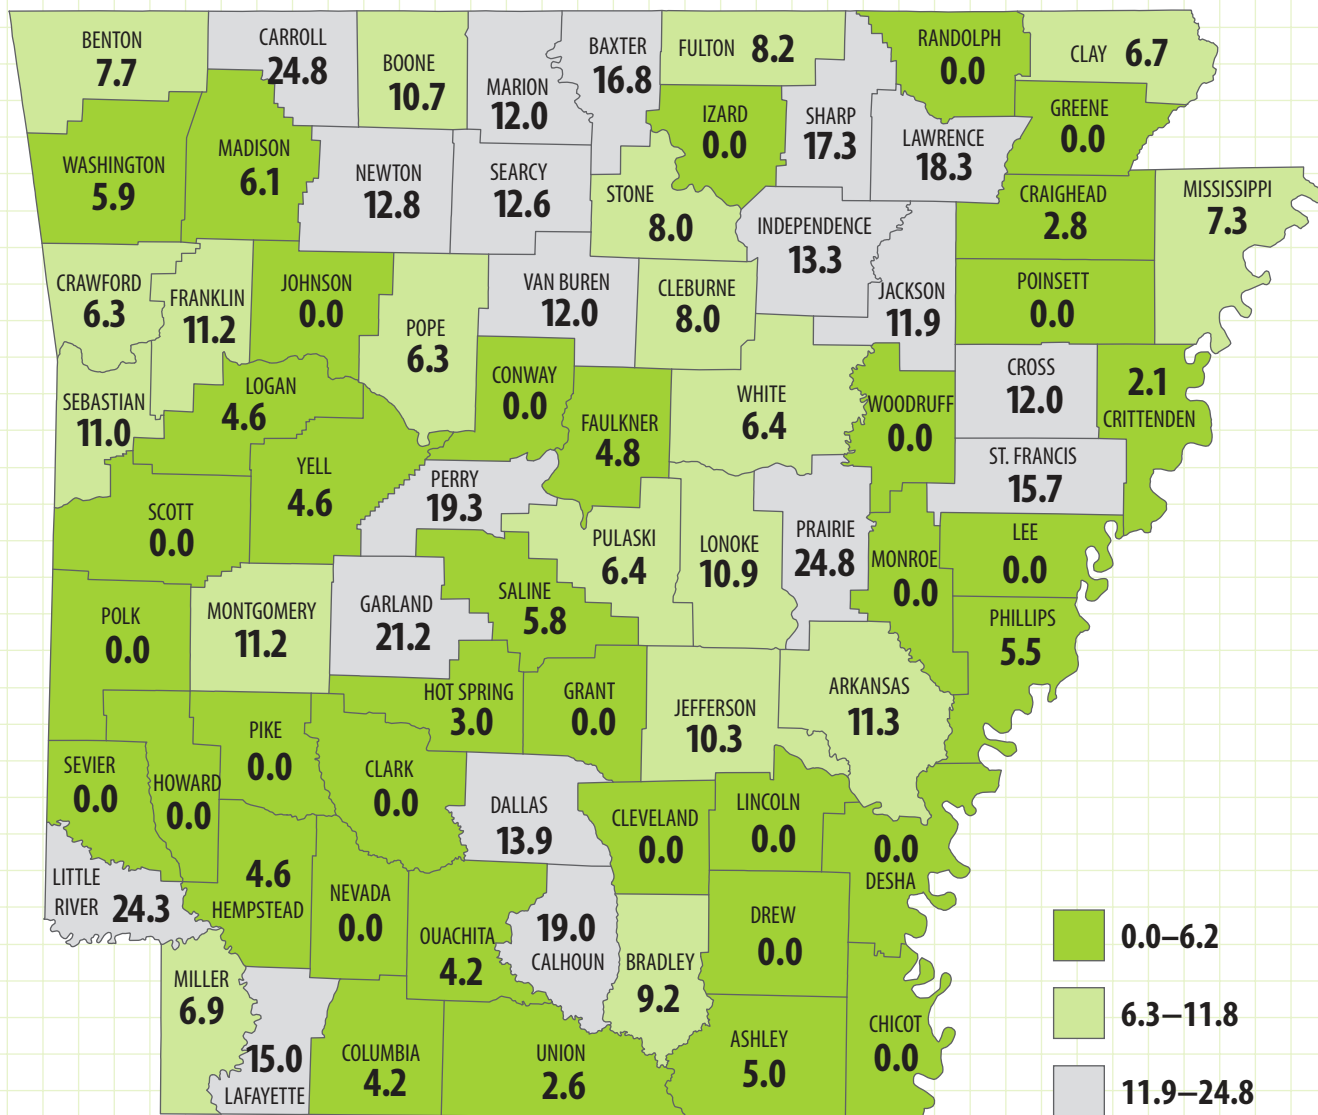 BENTON
7.7
CARROLL
24.8
BOONE
10.7
MARION
12.0
BAXTER
16.8
FULTON 8.2
RANDOLPH
0.0
CLAY 6.7
WASHINGTON
5.9
MADISON
6.1
NEWTON
12.8
SEARCY
12.6
STONE
8.0
IZARD
0.0
SHARP
17.3
LAWRENCE
18.3
GREENE
0.0
CRAIGHEAD
2.8
MISSISSIPPI
7.3
INDEPENDENCE
13.3
CRAWFORD
6.3
FRANKLIN
11.2
JOHNSON
0.0
POPE
6.3
VAN BUREN
12.0
CLEBURNE
8.0
JACKSON
11.9
POINSETT
0.0
SEBASTIAN
11.0
LOGAN
4.6
CONWAY
0.0
FAULKNER
4.8
WHITE
6.4
WOODRUFF
0.0
CROSS
12.0
2.1
CRITTENDEN
YELL
4.6
PERRY
19.3
ST. FRANCIS
15.7
SCOTT
0.0
PULASKI
6.4
LONOKE
10.9
PRAIRIE
24.8
MONROE
0.0
LEE
0.0
POLK
0.0
MONTGOMERY
11.2
GARLAND
21.2
SALINE
5.8
PHILLIPS
5.5
HOT SPRING
3.0
GRANT
0.0
JEFFERSON
10.3
ARKANSAS
11.3
SEVIER
0.0
HOWARD
0.0
PIKE
0.0
CLARK
0.0
DALLAS
13.9
CLEVELAND
0.0
LINCOLN
0.0
0.0
DESHA
LITTLE
RIVER 24.3
4.6
HEMPSTEAD
NEVADA
0.0
OUACHITA
4.2
19.0
CALHOUN
BRADLEY
9.2
DREW
0.0
MILLER
6.9
15.0
LAFAYETTE
COLUMBIA
4.2
UNION
2.6
ASHLEY
5.0
CHICOT
0.0
0.0–6.2
6.3–11.8
11.9–24.8